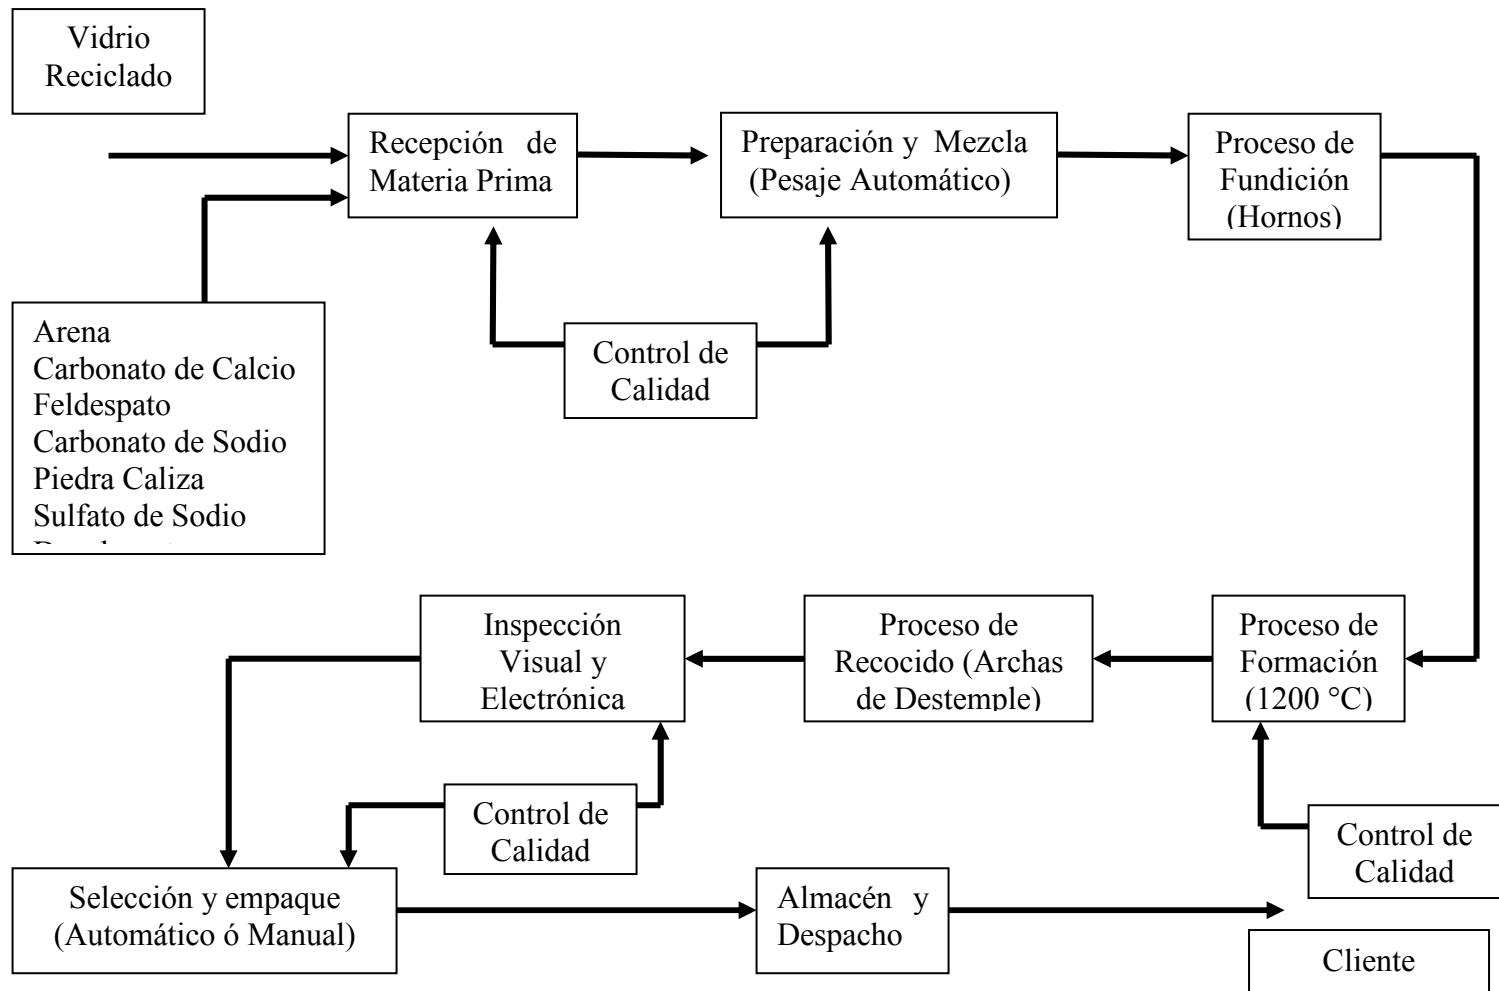 Vidrio
Reciclado
Recepción de
Materia Prima
Preparación y Mezcla
(Pesaje Automático)
Proceso de
Fundición
(Hornos)
Arena
Carbonato de Calcio
Feldespato
Carbonato de Sodio
Piedra Caliza
Sulfato de Sodio
Control de
Calidad
Inspección
Visual y
Electrónica
Proceso de
Recocido (Archas
de Destemple)
Proceso de
Formación
(1200 °C)
Control de
Calidad
Control de
Calidad
Selección y empaque
(Automático ó Manual)
Almacén y
Despacho
Cliente